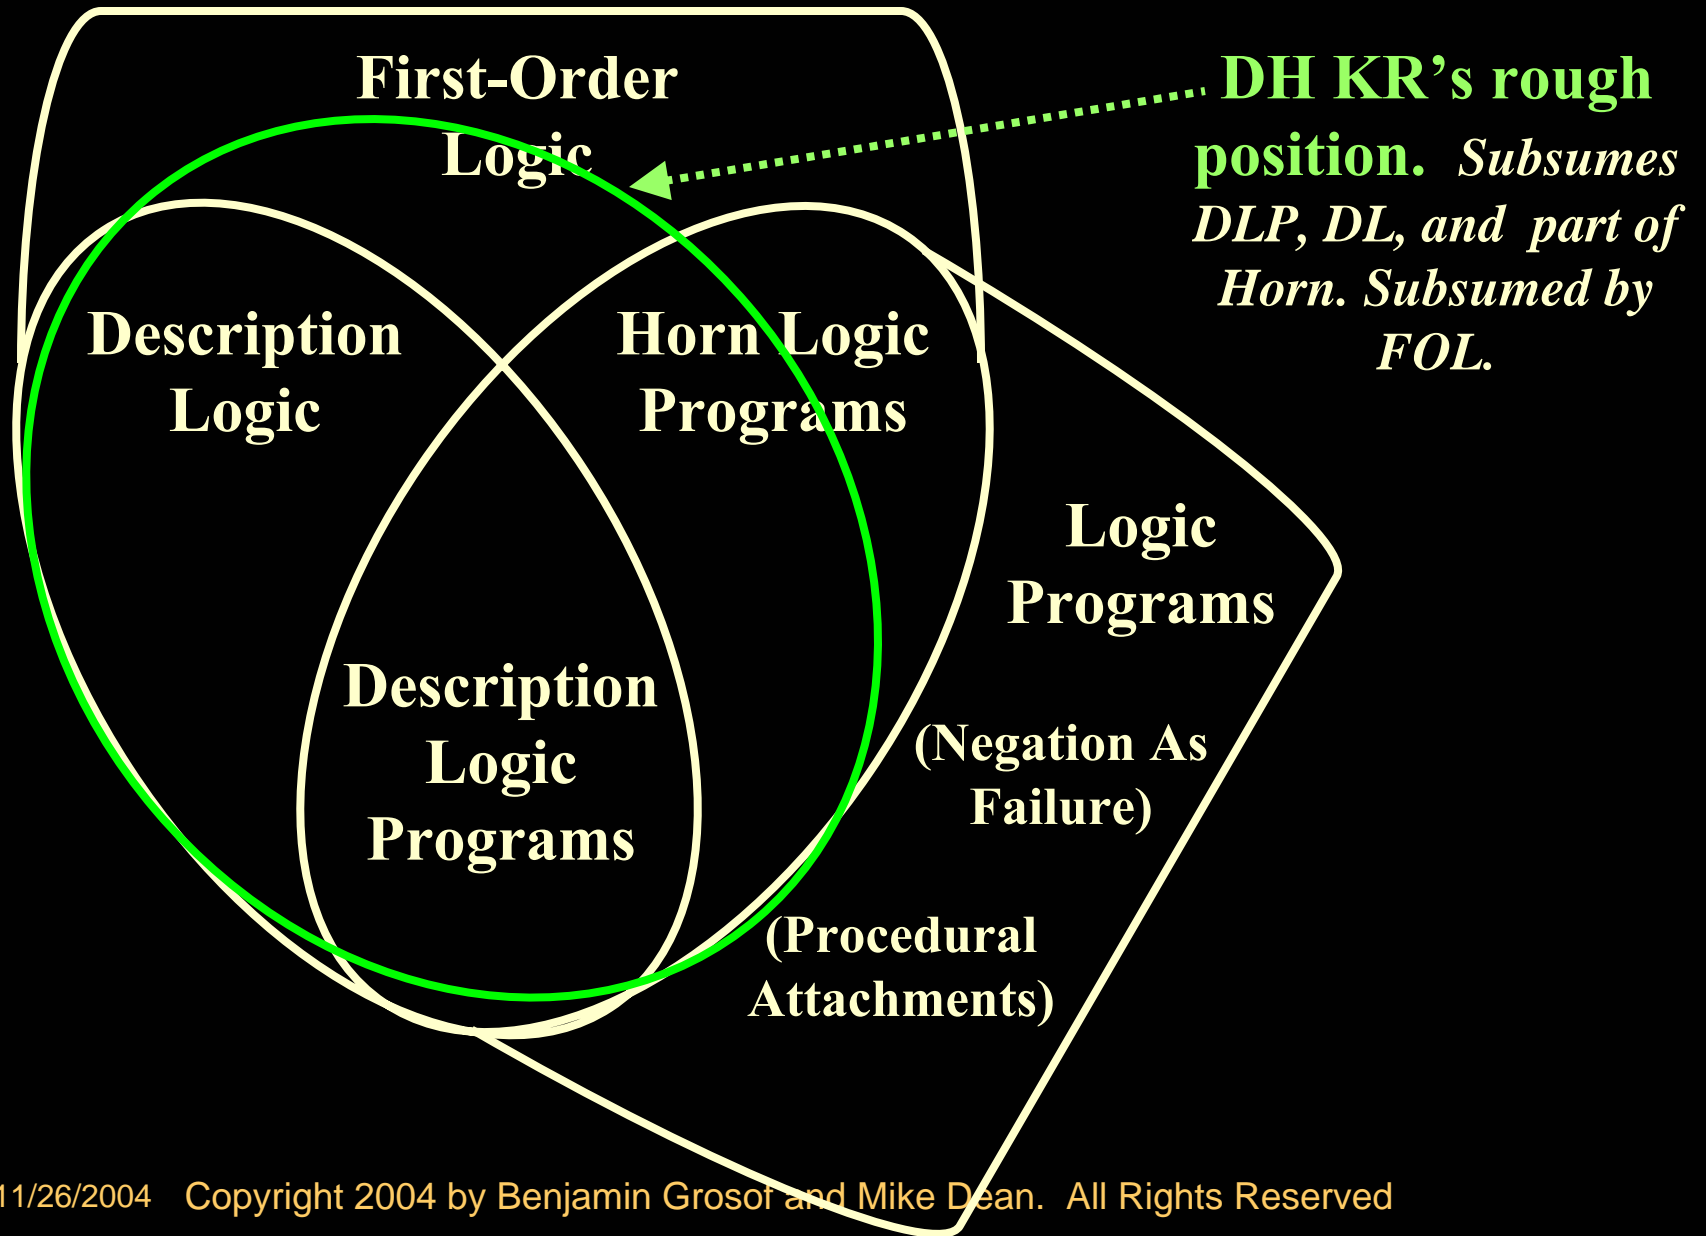 First-Order
Logic
DH KR’s rough
position. Subsumes
DLP, DL, and part of
Horn. Subsumed by
FOL.
Description
Logic
Horn Logic
Programs
Logic
Programs
Description
Logic
Programs
(Negation As
Failure)
(Procedural
Attachments)
11/26/2004 Copyright 2004 by Benjamin Grosof and Mike Dean. All Rights Reserved